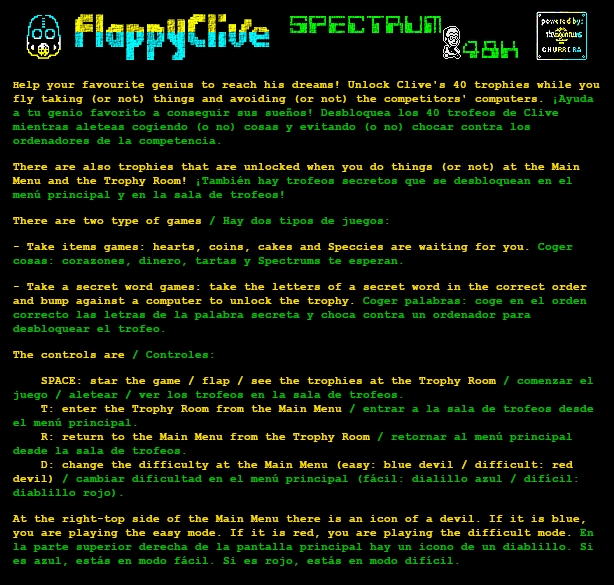 FlappyClive SPECTRUM 48K powered by:
CHURRERA
Help your favourite genius to reach his dreams! Unlock Clive's 40 trophies while you
fly taking (or not) things and avoiding (or not) the competitors' computers. ¡Ayuda
a tu genio favorito a conseguir sus sueños! Desbloquea los 40 trofeos de Clive
mientras aleteas cogiendo (o no) cosas y evitando (o no) chocar contra los
ordenadores de la competencia.
There are also trophies that are unlocked when you do things (or not) at the Main
Menu and the Trophy Room! ¡También hay trofeos secretos que se desbloquean en el
menú principal y en la sala de trofeos!
There are two type of games / Hay dos tipos de juegos:
- Take items games: hearts, coins, cakes and Speccies are waiting for you. Coger
cosas: corazones, dinero, tartas y Spectrums te esperan.
- Take a secret word games: take the letters of a secret word in the correct order
and bump against a computer to unlock the trophy. Coger palabras: coge en el orden
correcto las letras de la palabra secreta y choca contra un ordenador para
desbloquear el trofeo.
The controls are / Controles:
SPACE: star the game / flap / see the trophies at the Trophy Room / comenzar el
juego / aletear / ver los trofeos en la sala de trofeos.
T: enter the Trophy Room from the Main Menu / entrar a la sala de trofeos desde
el menú principal.
R: return to the Main Menu from the Trophy Room / retornar al menú principal
desde la sala de trofeos.
D: change the difficulty at the Main Menu (easy: blue devil / difficult: red
devil) / cambiar dificultad en el menú principal (fácil: dialillo azul / difícil:
diablillo rojo).
At the right-top side of the Main Menu there is an icon of a devil. If it is blue,
you are playing the easy mode. If it is red, you are playing the difficult mode. En
la parte superior derecha de la pantalla principal hay un icono de un diablillo. Si
es azul, estás en modo fácil. Si es rojo, estás en modo difícil.